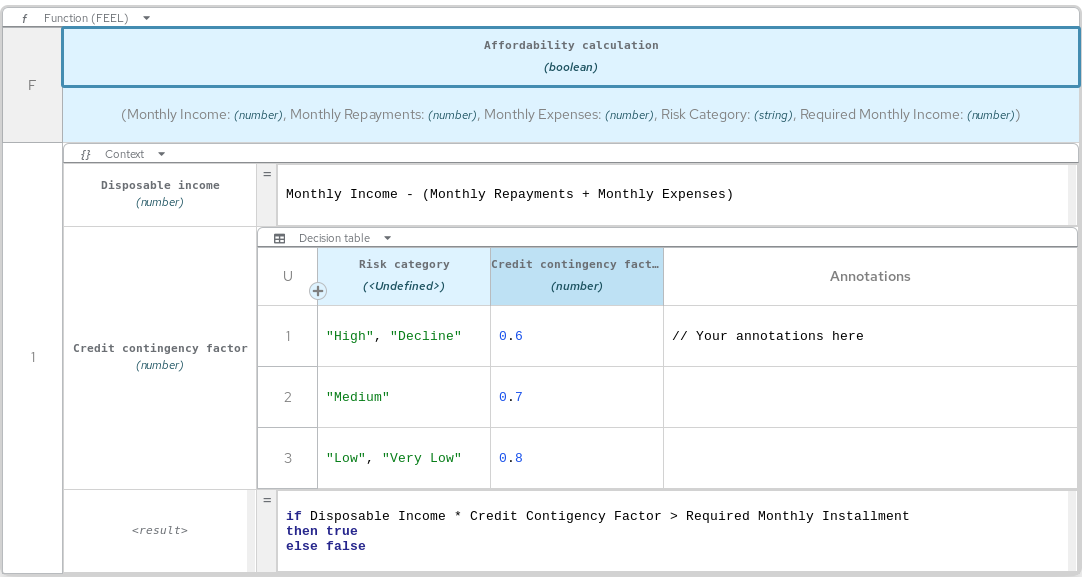 f Function (FEEL)
F
Affordability calculation
(boolean)
(Monthly Income: (number), Monthly Repayments: (number), Monthly Expenses: (number), Risk Category: (string), Required Monthly Income: (number))
1
{} Context
Disposable income
(number)
=
Monthly Income - (Monthly Repayments + Monthly Expenses)
Credit contingency factor
(number)
Decision table
U
Risk category
(<Undefined>)
Credit contingency fact…
(number)
Annotations
1 "High", "Decline" 0.6 // Your annotations here
2 "Medium" 0.7
3 "Low", "Very Low" 0.8
<result>
=
if Disposable Income * Credit Contigency Factor > Required Monthly Installment
then true
else false